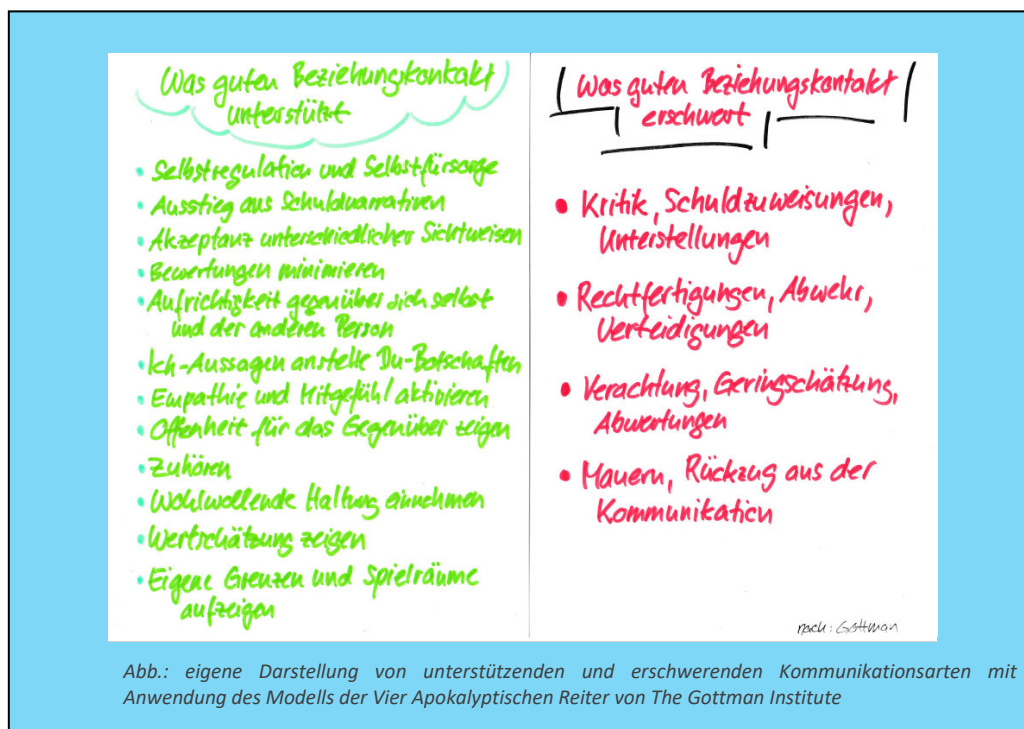 Was guten Beziehungskontakt
unterstützt
• Selbstregulation und Selbstfürsorge
• Ausstieg aus Schuldnarrativen
• Akzeptanz unterschiedlicher Sichtweisen
• Bewertungen minimieren
• Aufrichtigkeit gegenüber sich selbst
und der anderen Person
• Ich-Aussagen anstelle Du-Botschaften
• Empathie und Mitgefühl aktivieren
• Offenheit für das Gegenüber zeigen
• Zuhören
• Wohlwollende Haltung einnehmen
• Wertschätzung zeigen
• Eigene Grenzen und Spielräume
aufzeigen
Was guten Beziehungskontakt
erschwert
• Kritik, Schuldzuweisungen,
Unterstellungen
• Rechtfertigungen, Abwehr,
Verteidigungen
• Verachtung, Geringschätzung,
Abwertungen
• Mauern, Rückzug aus der
Kommunikation
nach: Gottman
Abb.: eigene Darstellung von unterstützenden und erschwerenden Kommunikationsarten mit
Anwendung des Modells der Vier Apokalyptischen Reiter von The Gottman Institute